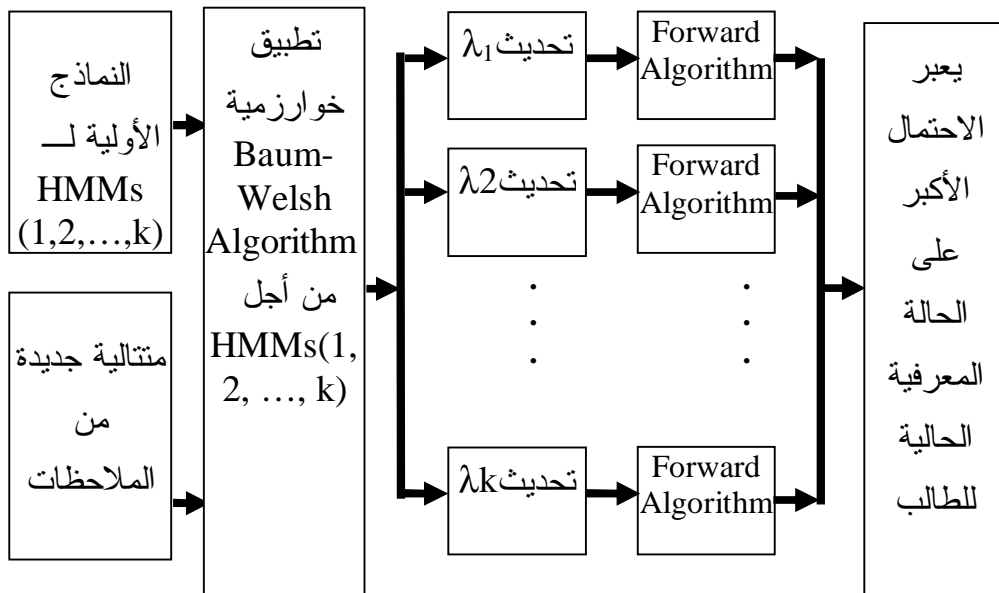 النماذج
الأولية لـــ
HMMs
(1,2,…,k)
متتالية جديدة
من
الملاحظات
تطبيق
خوارزمية
Baum-
Welsh
Algorithm
من أجل
HMMs(1,
2, …, k)
تحديث λ₁
Forward
Algorithm
تحديث λ2
Forward
Algorithm
تحديث λk
Forward
Algorithm
يعبر
الاحتمال
الأكبر
على
الحالة
المعرفية
الحالية
للطالب